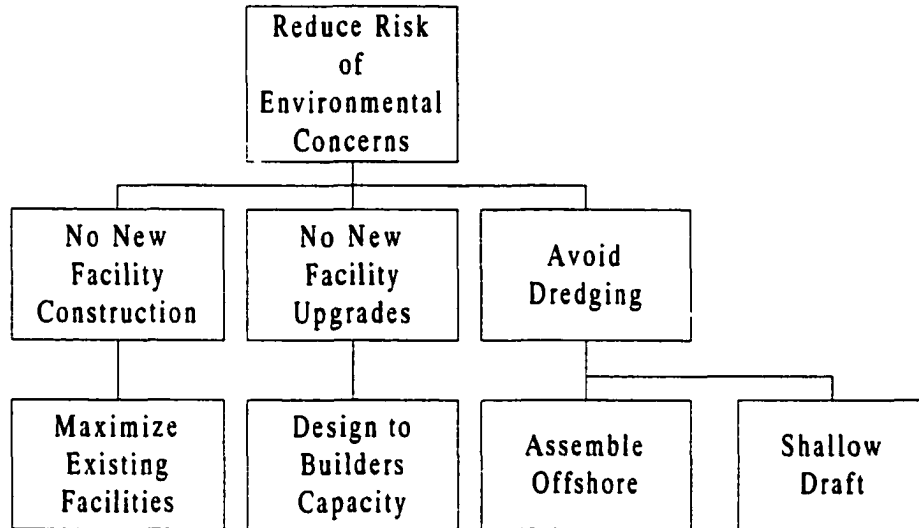 Reduce Risk
of
Environmental
Concerns
No New
Facility
Construction
No New
Facility
Upgrades
Avoid
Dredging
Maximize
Existing
Facilities
Design to
Builders
Capacity
Assemble
Offshore
Shallow
Draft